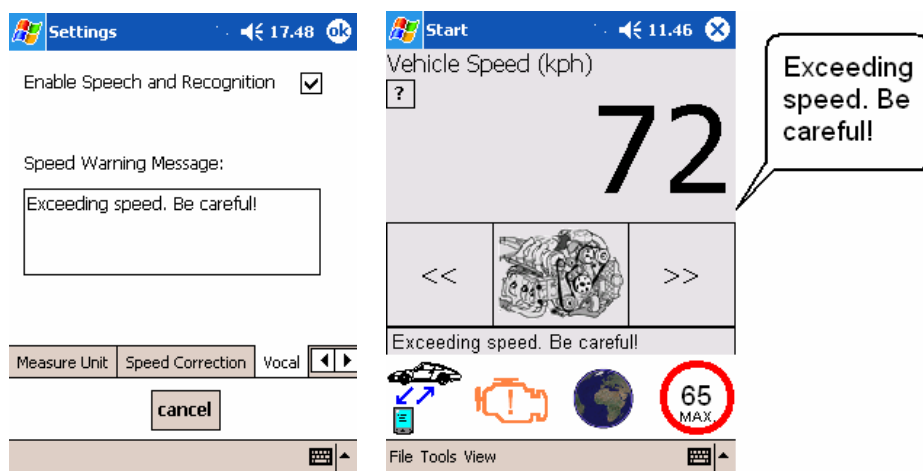 Settings 17.48 ok
Enable Speech and Recognition
Speed Warning Message:
Exceeding speed. Be careful!
Measure Unit Speed Correction Vocal
cancel
Start 11.46
Vehicle Speed (kph)
?
72
<< >>
Exceeding speed. Be careful!
65
MAX.
File Tools View
Exceeding
speed. Be
careful!